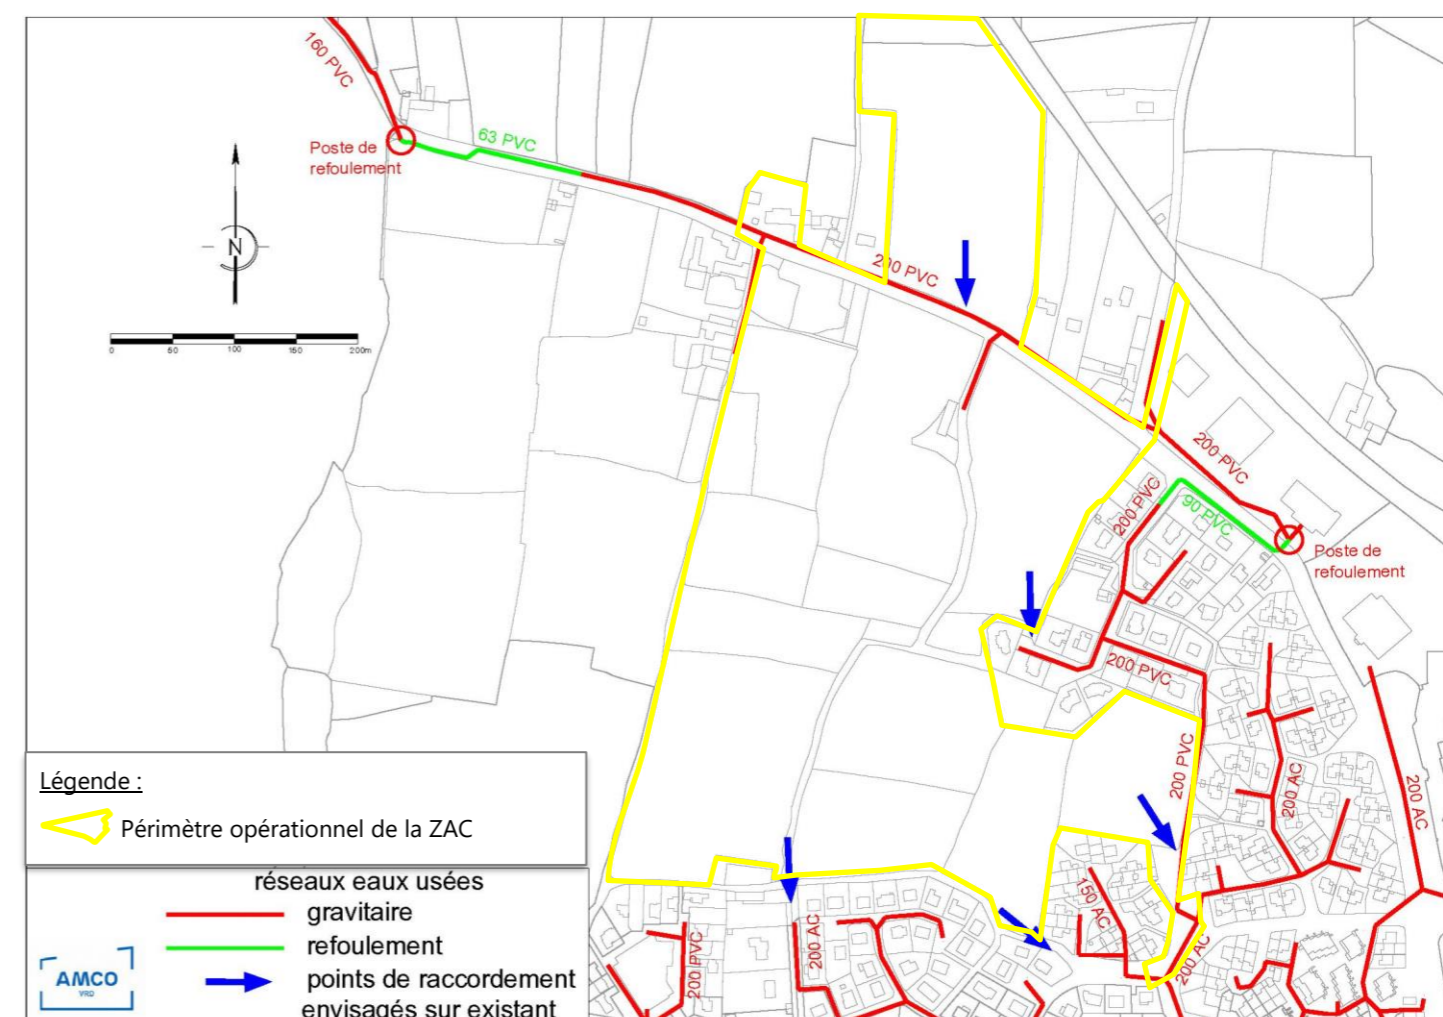 160 PVC
Poste de
refoulement
63 PVC
N
0 50 100 150 200m
200 PVC
200 PVC
200 PVC
90 PVC
Poste de
refoulement
200 PVC
200 PVC
200 AC
200 AC
150 AC
200 AC
200 PVC
200 AC
Légende :
Périmètre opérationnel de la ZAC
réseaux eaux usées
gravitaire
refoulement
points de raccordement
envisagés sur existant
AMCO
VRD